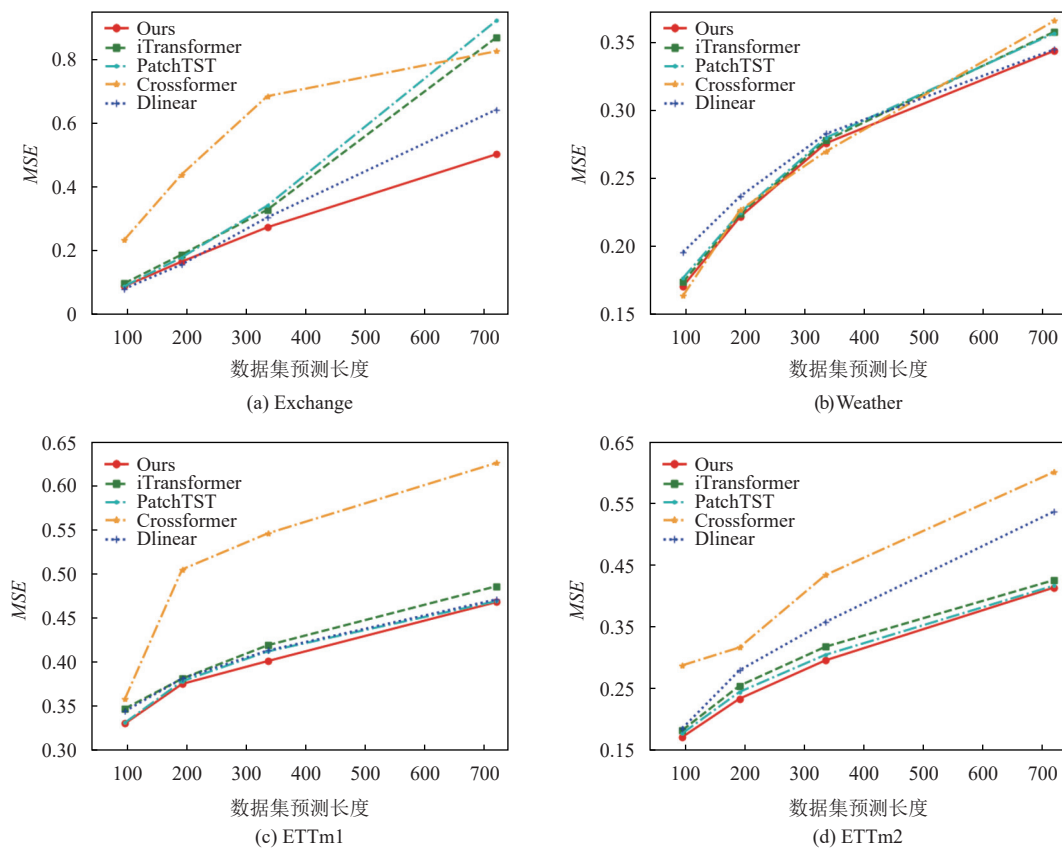 MSE
0.8
0.6
0.4
0.2
0
Ours
iTransformer
PatchTST
Crossformer
Dlinear
100 200 300 400 500 600 700
数据集预测长度
(a) Exchange
MSE
0.35
0.30
0.25
0.20
0.15
Ours
iTransformer
PatchTST
Crossformer
Dlinear
100 200 300 400 500 600 700
数据集预测长度
(b) Weather
MSE
0.65
0.60
0.55
0.50
0.45
0.40
0.35
0.30
Ours
iTransformer
PatchTST
Crossformer
Dlinear
100 200 300 400 500 600 700
数据集预测长度
(c) ETTm1
MSE
0.65
0.55
0.45
0.35
0.25
0.15
Ours
iTransformer
PatchTST
Crossformer
Dlinear
100 200 300 400 500 600 700
数据集预测长度
(d) ETTm2